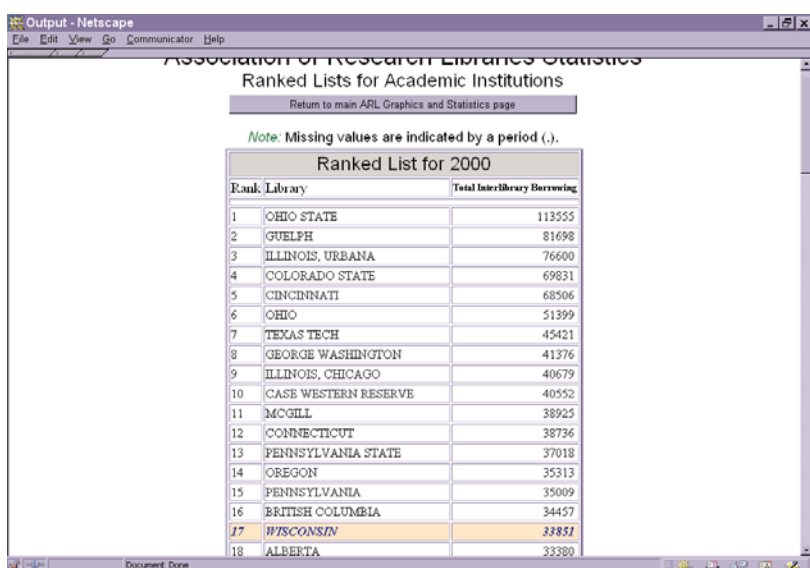 Output - Netscape
File Edit View Go Communicator Help
Association of Research Libraries Statistics
Ranked Lists for Academic Institutions
Return to main ARL Graphics and Statistics page
Note: Missing values are indicated by a period (.).
Ranked List for 2000
Rank Library Total Interlibrary Borrowing
1 OHIO STATE 113555
2 GUELPH 81698
3 ILLINOIS, URBANA 76600
4 COLORADO STATE 69831
5 CINCINNATI 68506
6 OHIO 51399
7 TEXAS TECH 45421
8 GEORGE WASHINGTON 41376
9 ILLINOIS, CHICAGO 40679
10 CASE WESTERN RESERVE 40552
11 MCGILL 38925
12 CONNECTICUT 38736
13 PENNSYLVANIA STATE 37018
14 OREGON 35313
15 PENNSYLVANIA 35009
16 BRITISH COLUMBIA 34457
17 WISCONSIN 33851
18 ALBERTA 33380
Document: Done